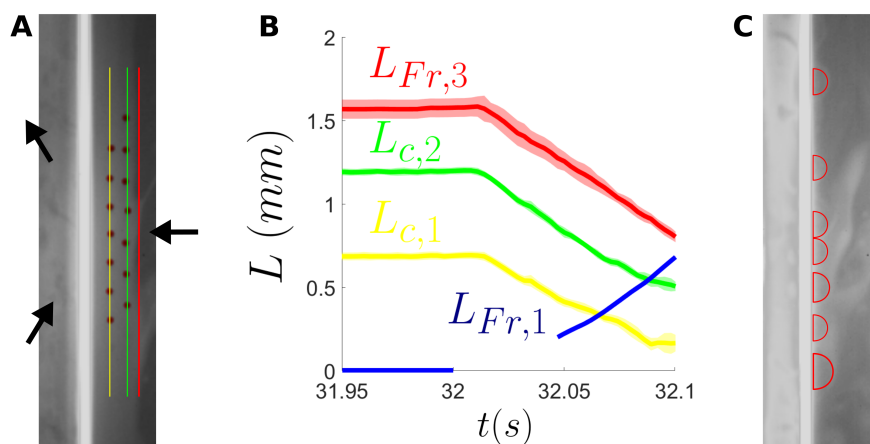 A
B
C
2
1.5
1
0.5
0
L (mm)
L_{Fr,3}
L_{c,2}
L_{c,1}
L_{Fr,1}
31.95
32
32.05
32.1
t(s)